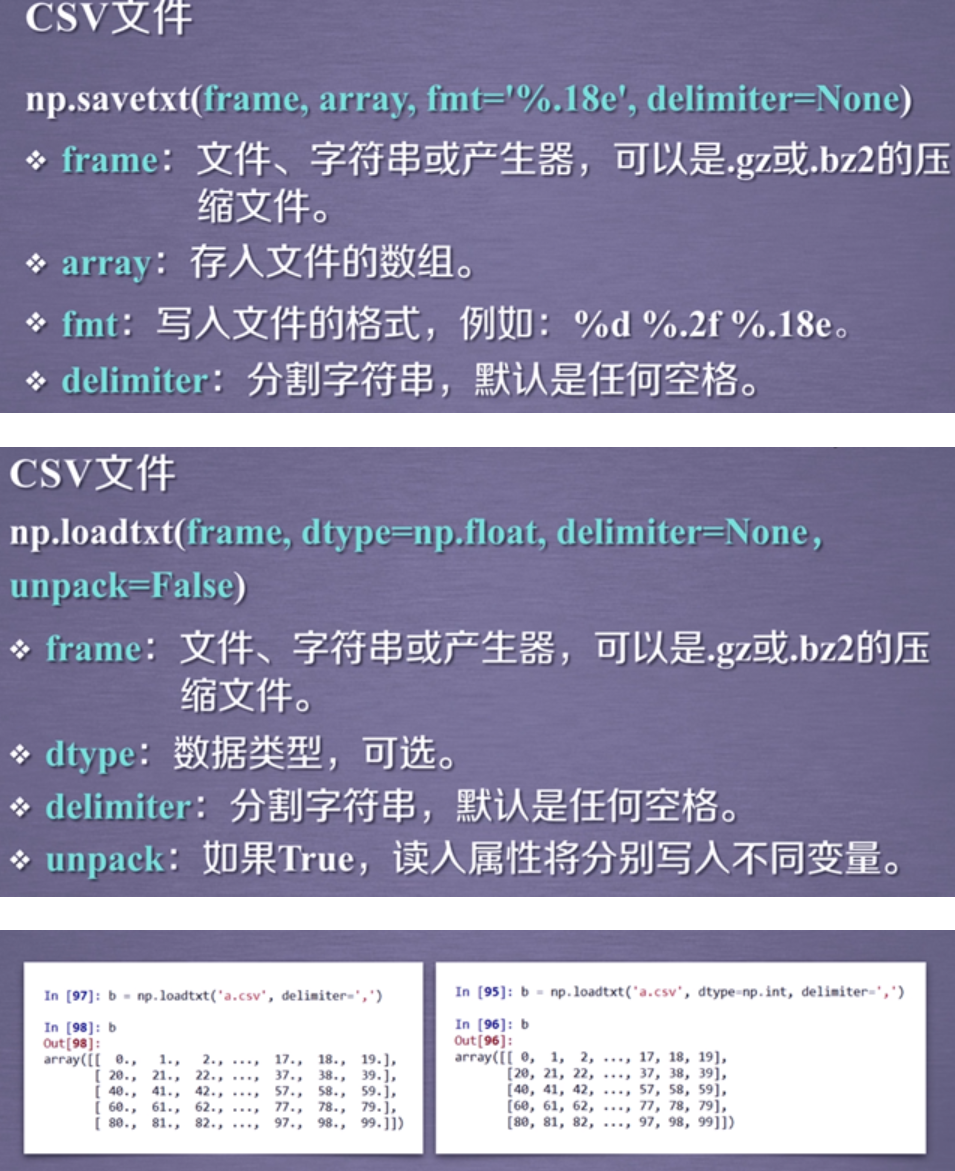 CSV文件
np.savetxt(frame, array, fmt='%.18e', delimiter=None)
❖ frame：文件、字符串或产生器，可以是.gz或.bz2的压
缩文件。
❖ array：存入文件的数组。
❖ fmt：写入文件的格式，例如：%d %.2f %.18e。
❖ delimiter：分割字符串，默认是任何空格。
CSV文件
np.loadtxt(frame, dtype=np.float, delimiter=None，
unpack=False)
❖ frame：文件、字符串或产生器，可以是.gz或.bz2的压
缩文件。
❖ dtype：数据类型，可选。
❖ delimiter：分割字符串，默认是任何空格。
❖ unpack：如果True，读入属性将分别写入不同变量。
In [97]: b = np.loadtxt('a.csv', delimiter=',')
In [98]: b
Out[98]:
array([[  0.,   1.,   2., ...,  17.,  18.,  19.],
[ 20.,  21.,  22., ...,  37.,  38.,  39.],
[ 40.,  41.,  42., ...,  57.,  58.,  59.],
[ 60.,  61.,  62., ...,  77.,  78.,  79.],
[ 80.,  81.,  82., ...,  97.,  98.,  99.]])
In [95]: b = np.loadtxt('a.csv', dtype=np.int, delimiter=',')
In [96]: b
Out[96]:
array([[ 0,  1,  2, ..., 17, 18, 19],
[20, 21, 22, ..., 37, 38, 39],
[40, 41, 42, ..., 57, 58, 59],
[60, 61, 62, ..., 77, 78, 79],
[80, 81, 82, ..., 97, 98, 99]])